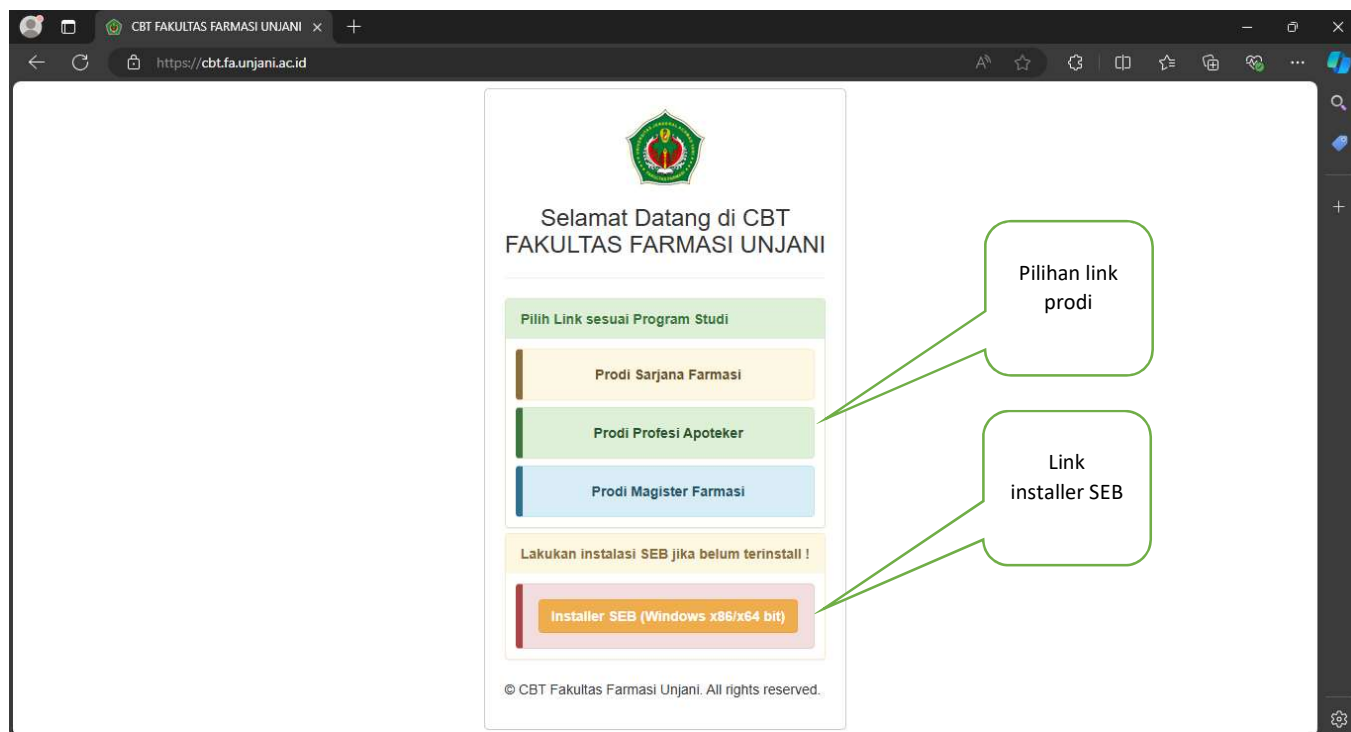 CBT FAKULTAS FARMASI UNJANI
https://cbt.fa.unjani.ac.id
Selamat Datang di CBT
FAKULTAS FARMASI UNJANI
Pilih Link sesuai Program Studi
Prodi Sarjana Farmasi
Prodi Profesi Apoteker
Prodi Magister Farmasi
Lakukan instalasi SEB jika belum terinstall !
Installer SEB (Windows x86/x64 bit)
© CBT Fakultas Farmasi Unjani. All rights reserved.
Pilihan link
prodi
Link
installer SEB